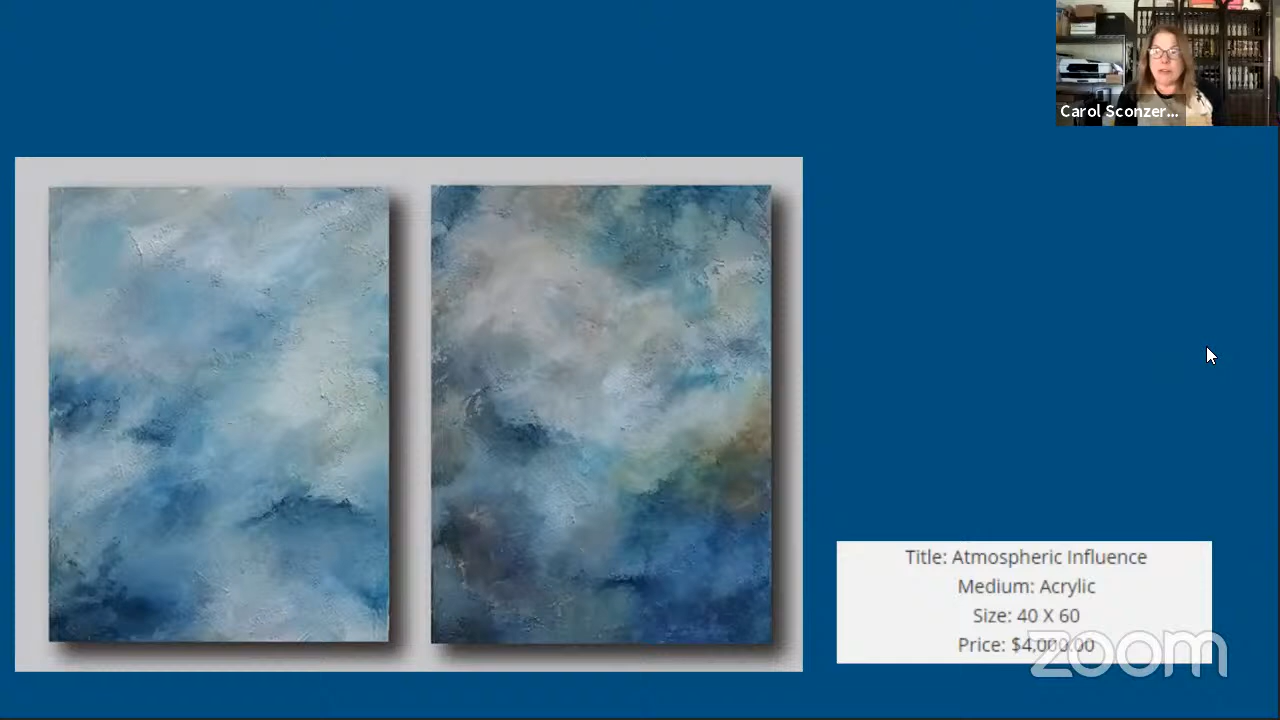 Carol Sconzer...
Title: Atmospheric Influence
Medium: Acrylic
Size: 40 X 60
Price: $4,000.00
zoom